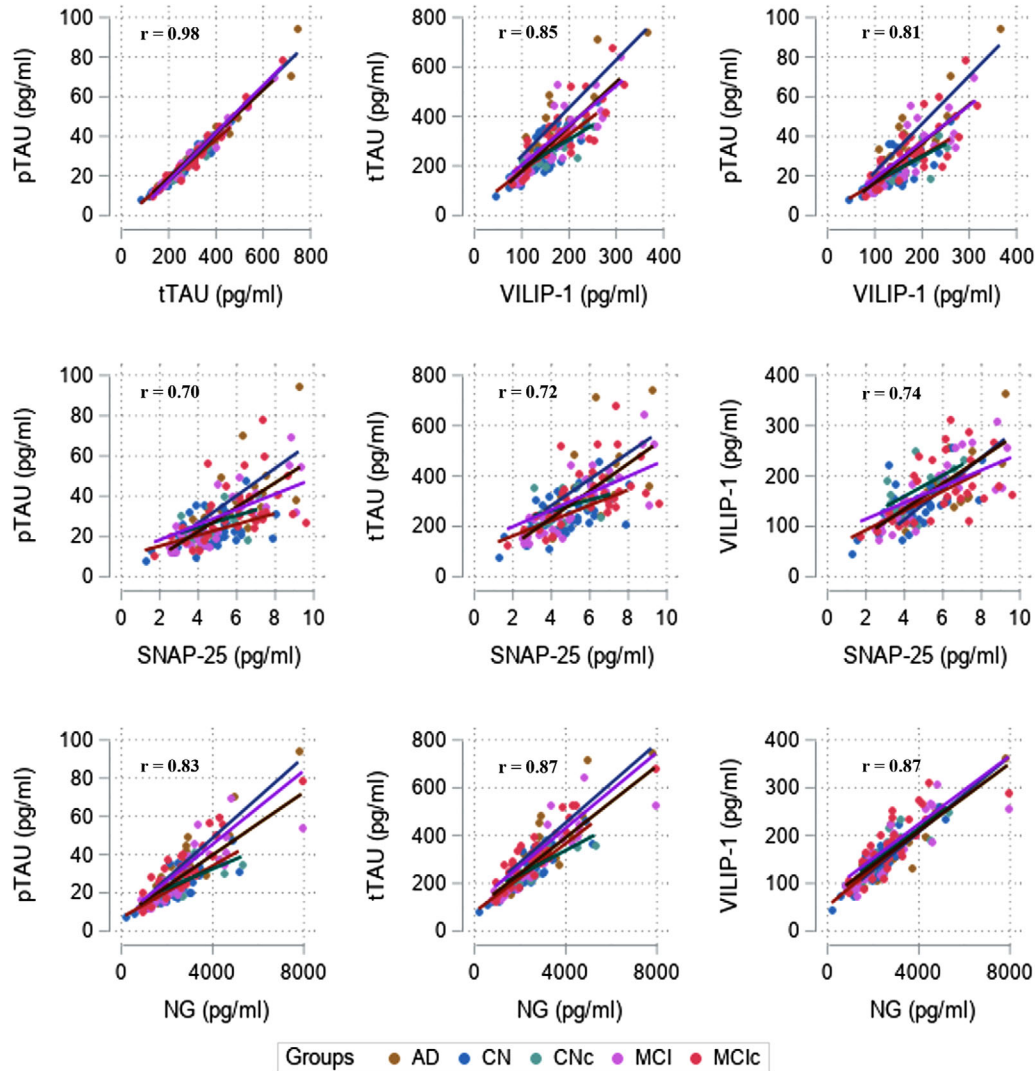 r = 0.98
pTAU (pg/ml)
100
80
60
40
20
0
0 200 400 600 800
tTAU (pg/ml)
r = 0.85
tTAU (pg/ml)
800
600
400
200
0
0 100 200 300 400
VILIP-1 (pg/ml)
r = 0.81
pTAU (pg/ml)
100
80
60
40
20
0
0 100 200 300 400
VILIP-1 (pg/ml)
r = 0.70
pTAU (pg/ml)
100
80
60
40
20
0
0 2 4 6 8 10
SNAP-25 (pg/ml)
r = 0.72
tTAU (pg/ml)
800
600
400
200
0
0 2 4 6 8 10
SNAP-25 (pg/ml)
r = 0.74
VILIP-1 (pg/ml)
400
300
200
100
0
0 2 4 6 8 10
SNAP-25 (pg/ml)
r = 0.83
pTAU (pg/ml)
100
80
60
40
20
0
0 4000 8000
NG (pg/ml)
r = 0.87
tTAU (pg/ml)
800
600
400
200
0
0 4000 8000
NG (pg/ml)
r = 0.87
VILIP-1 (pg/ml)
400
300
200
100
0
0 4000 8000
NG (pg/ml)
Groups AD CN CNc MCI MCIc